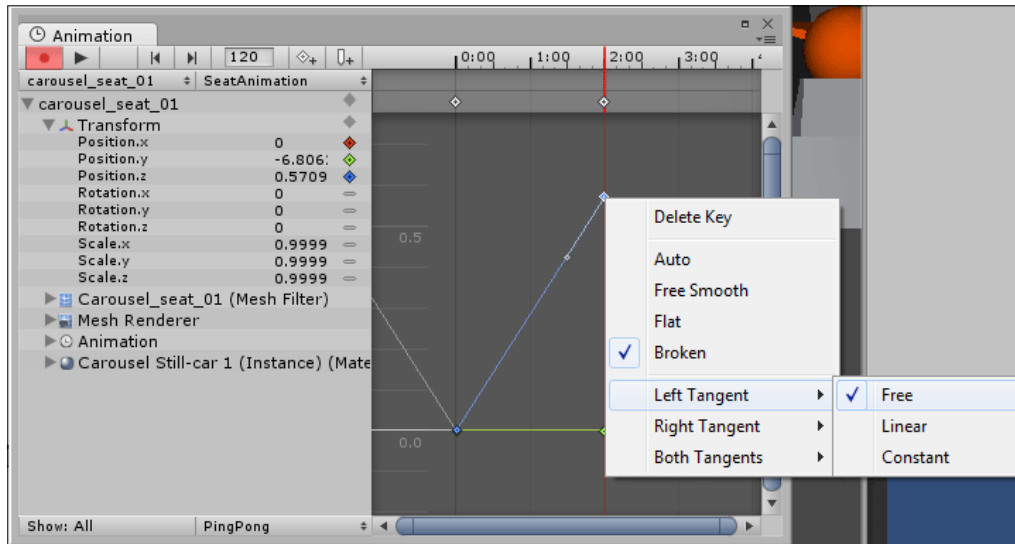 Animation
120 0:00 1:00 2:00 3:00
carousel_seat_01 SeatAnimation
carousel_seat_01
Transform
Position.x 0
Position.y -6.806
Position.z 0.5709
Rotation.x 0
Rotation.y 0
Rotation.z 0
Scale.x 0.9999
Scale.y 0.9999
Scale.z 0.9999
Carousel_seat_01 (Mesh Filter)
Mesh Renderer
Animation
Carousel Still-car 1 (Instance) (Mate
0.5
0.0
Delete Key
Auto
Free Smooth
Flat
Broken
Left Tangent
Right Tangent
Both Tangents
Free
Linear
Constant
Show: All PingPong